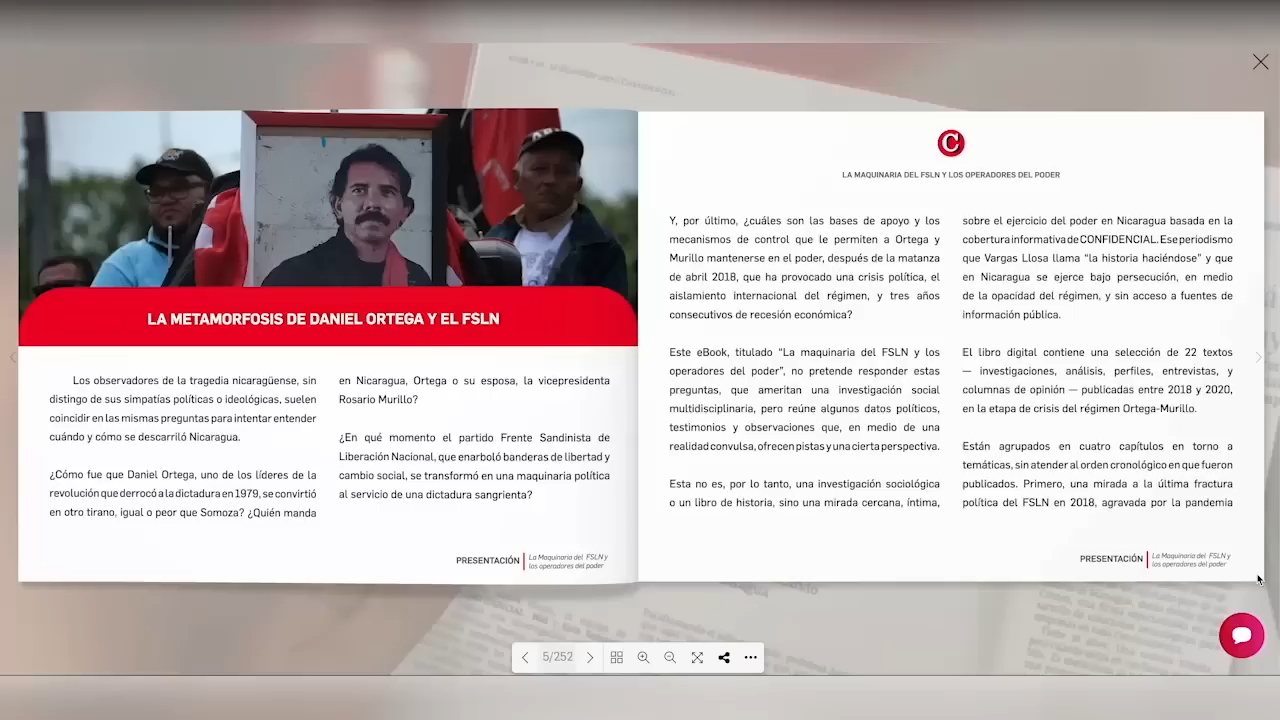 LA METAMORFOSIS DE DANIEL ORTEGA Y EL FSLN
Los observadores de la tragedia nicaragüense, sin
distingo de sus simpatías políticas o ideológicas, suelen
coincidir en las mismas preguntas para intentar entender
cuándo y cómo se descarriló Nicaragua.
¿Cómo fue que Daniel Ortega, uno de los líderes de la
revolución que derrocó a la dictadura en 1979, se convirtió
en otro tirano, igual o peor que Somoza? ¿Quién manda
en Nicaragua, Ortega o su esposa, la vicepresidenta
Rosario Murillo?
¿En qué momento el partido Frente Sandinista de
Liberación Nacional, que enarboló banderas de libertad y
cambio social, se transformó en una maquinaria política
al servicio de una dictadura sangrienta?
PRESENTACIÓN
La Maquinaria del FSLN y
los operadores del poder
C
LA MAQUINARIA DEL FSLN Y LOS OPERADORES DEL PODER
Y, por último, ¿cuáles son las bases de apoyo y los
mecanismos de control que le permiten a Ortega y
Murillo mantenerse en el poder, después de la matanza
de abril 2018, que ha provocado una crisis política, el
aislamiento internacional del régimen, y tres años
consecutivos de recesión económica?
Este eBook, titulado “La maquinaria del FSLN y los
operadores del poder”, no pretende responder estas
preguntas, que ameritan una investigación social
multidisciplinaria, pero reúne algunos datos políticos,
testimonios y observaciones que, en medio de una
realidad convulsa, ofrecen pistas y una cierta perspectiva.
Esta no es, por lo tanto, una investigación sociológica
o un libro de historia, sino una mirada cercana, íntima,
sobre el ejercicio del poder en Nicaragua basada en la
cobertura informativa de CONFIDENCIAL. Ese periodismo
que Vargas Llosa llama “la historia haciéndose” y que
en Nicaragua se ejerce bajo persecución, en medio
de la opacidad del régimen, y sin acceso a fuentes de
información pública.
El libro digital contiene una selección de 22 textos
— investigaciones, análisis, perfiles, entrevistas, y
columnas de opinión — publicadas entre 2018 y 2020,
en la etapa de crisis del régimen Ortega-Murillo.
Están agrupados en cuatro capítulos en torno a
temáticas, sin atender al orden cronológico en que fueron
publicados. Primero, una mirada a la última fractura
política del FSLN en 2018, agravada por la pandemia
PRESENTACIÓN
La Maquinaria del FSLN y
los operadores del poder
5/252